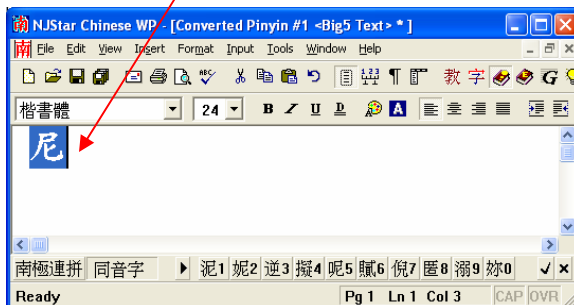 NJStar Chinese WP - [Converted Pinyin #1 <Big5 Text> * ]
File Edit View Insert Format Input Tools Window Help
教 字 G
楷書體 24 B Z U D A
尼
南極連拼 同音字 泥1 妮2 逆3 擬4 呢5 膩6 倪7 匿8 溺9 妳0
Ready Pg 1 Ln 1 Col 3 CAP OVR